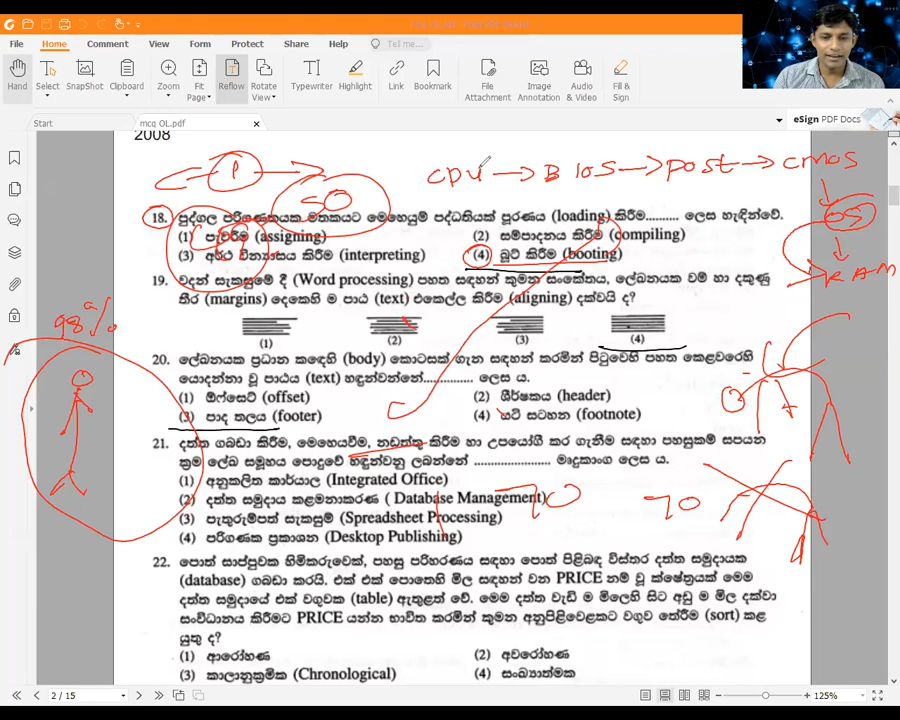 File Home Comment View Form Protect Share Help Tell me...
Hand Select SnapShot Clipboard Zoom Fit Page Reflow Rotate View Typewriter Highlight Link Bookmark File Attachment Image Annotation Audio & Video Fill & Sign
Start mcq OL.pdf eSign PDF Docs
2008
P
CPU → BIOS → post → cmos
OS
RAM
50
18. පුද්ගල පරිගණකයක මතකයට මෙහෙයුම් පද්ධතියක් පූරණය (loading) කිරීම.......... ලෙස හැඳින්වේ.
(1) පැවරීම (assigning) (2) සම්පාදනය කිරීම (compiling)
(3) අර්ථ වින්‍යාසය කිරීම (interpreting) (4) බූට් කිරීම (booting)
19. වදන් සැකසුමේ දී (Word processing) පහත සඳහන් කුමන සංකේතය, ලේඛනයක වම් හා දකුණු
තීර (margins) දෙකෙහි ම පාඨ (text) එකෙල්ල කිරීම (aligning) දක්වයි ද?
(1) (2) (3) (4)
98%
20. ලේඛනයක ප්‍රධාන කඳෙහි (body) කොටසක් ගැන සඳහන් කරමින් පිටුවෙහි පහත කෙළවරෙහි
යොදන්නා වූ පාඨය (text) හඳුන්වන්නේ................ ලෙස ය.
(1) ඕෆ්සෙට් (offset) (2) ශීර්ෂකය (header)
(3) පාද තලය (footer) (4) යටි සටහන (footnote)
21. දත්ත ගබඩා කිරීම, මෙහෙයවීම, නඩත්තු කිරීම හා උපයෝගී කර ගැනීම සඳහා පහසුකම් සපයන
ක්‍රම ලේඛ සමූහය පොදුවේ හඳුන්වනු ලබන්නේ ...................... මෘදුකාංග ලෙස ය.
(1) අනුකලිත කාර්යාල (Integrated Office)
(2) දත්ත සමුදාය කළමනාකරණ ( Database Management)
70 70
(3) පැතුරුම්පත් සැකසුම් (Spreadsheet Processing)
(4) පරිගණක ප්‍රකාශන (Desktop Publishing)
22. පොත් සාප්පුවක හිමිකරුවෙක්, පහසු පරිහරණය සඳහා පොත් පිළිබඳ විස්තර දත්ත සමුදායක
(database) ගබඩා කරයි. එක් එක් පොතෙහි මිල සඳහන් වන PRICE නම් වූ ක්ෂේත්‍රයක් මෙම
දත්ත සමුදායේ එක් වගුවක (table) ඇතුළත් වේ. මෙම දත්ත වැඩි ම මිලෙහි සිට අඩු ම මිල දක්වා
සංවිධානය කිරීමට PRICE යන්න භාවිත කරමින් කුමන අනුපිළිවෙළකට වගුව තේරීම (sort) කළ
යුතු ද?
(1) ආරෝහණ (2) අවරෝහණ
(3) කාලානුක්‍රමික (Chronological) (4) සංඛ්‍යාත්මක
2 / 15 125%